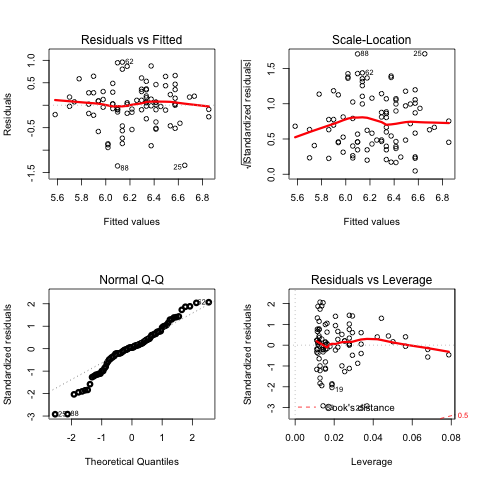 Residuals vs Fitted
Residuals
1.0
0.5
-0.5
-1.5
62
88
25
5.6 5.8 6.0 6.2 6.4 6.6 6.8
Fitted values
Scale-Location
√|Standardized residuals|
1.5
1.0
0.5
0.0
88
25
62
5.6 5.8 6.0 6.2 6.4 6.6 6.8
Fitted values
Normal Q-Q
Standardized residuals
2
1
0
-1
-2
-3
62
25
88
-2 -1 0 1 2
Theoretical Quantiles
Residuals vs Leverage
Standardized residuals
2
1
0
-1
-2
-3
19
Cook's distance
0.5
0.00 0.02 0.04 0.06 0.08
Leverage